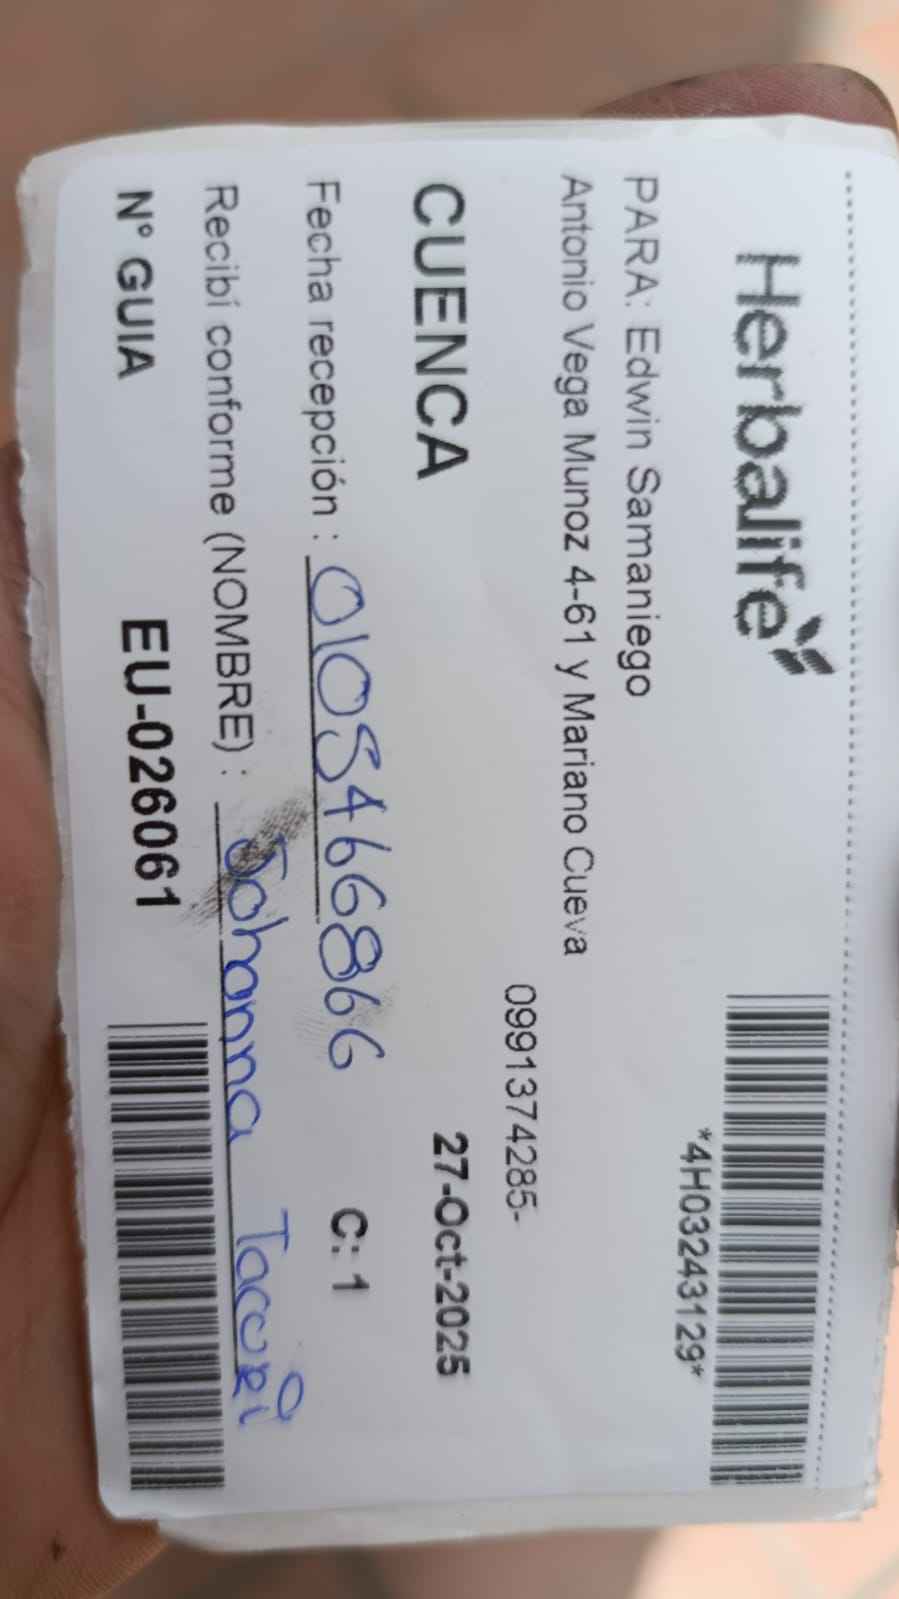 Herbalife
*4H03243129*
PARA: Edwin Samaniego
Antonio Vega Munoz 4-61 y Mariano Cueva
0991374285-
CUENCA 27-Oct-2025
Fecha recepción : 0105466866 C: 1
Recibí conforme (NOMBRE) : Johanna Tacuri
N° GUIA EU-026061